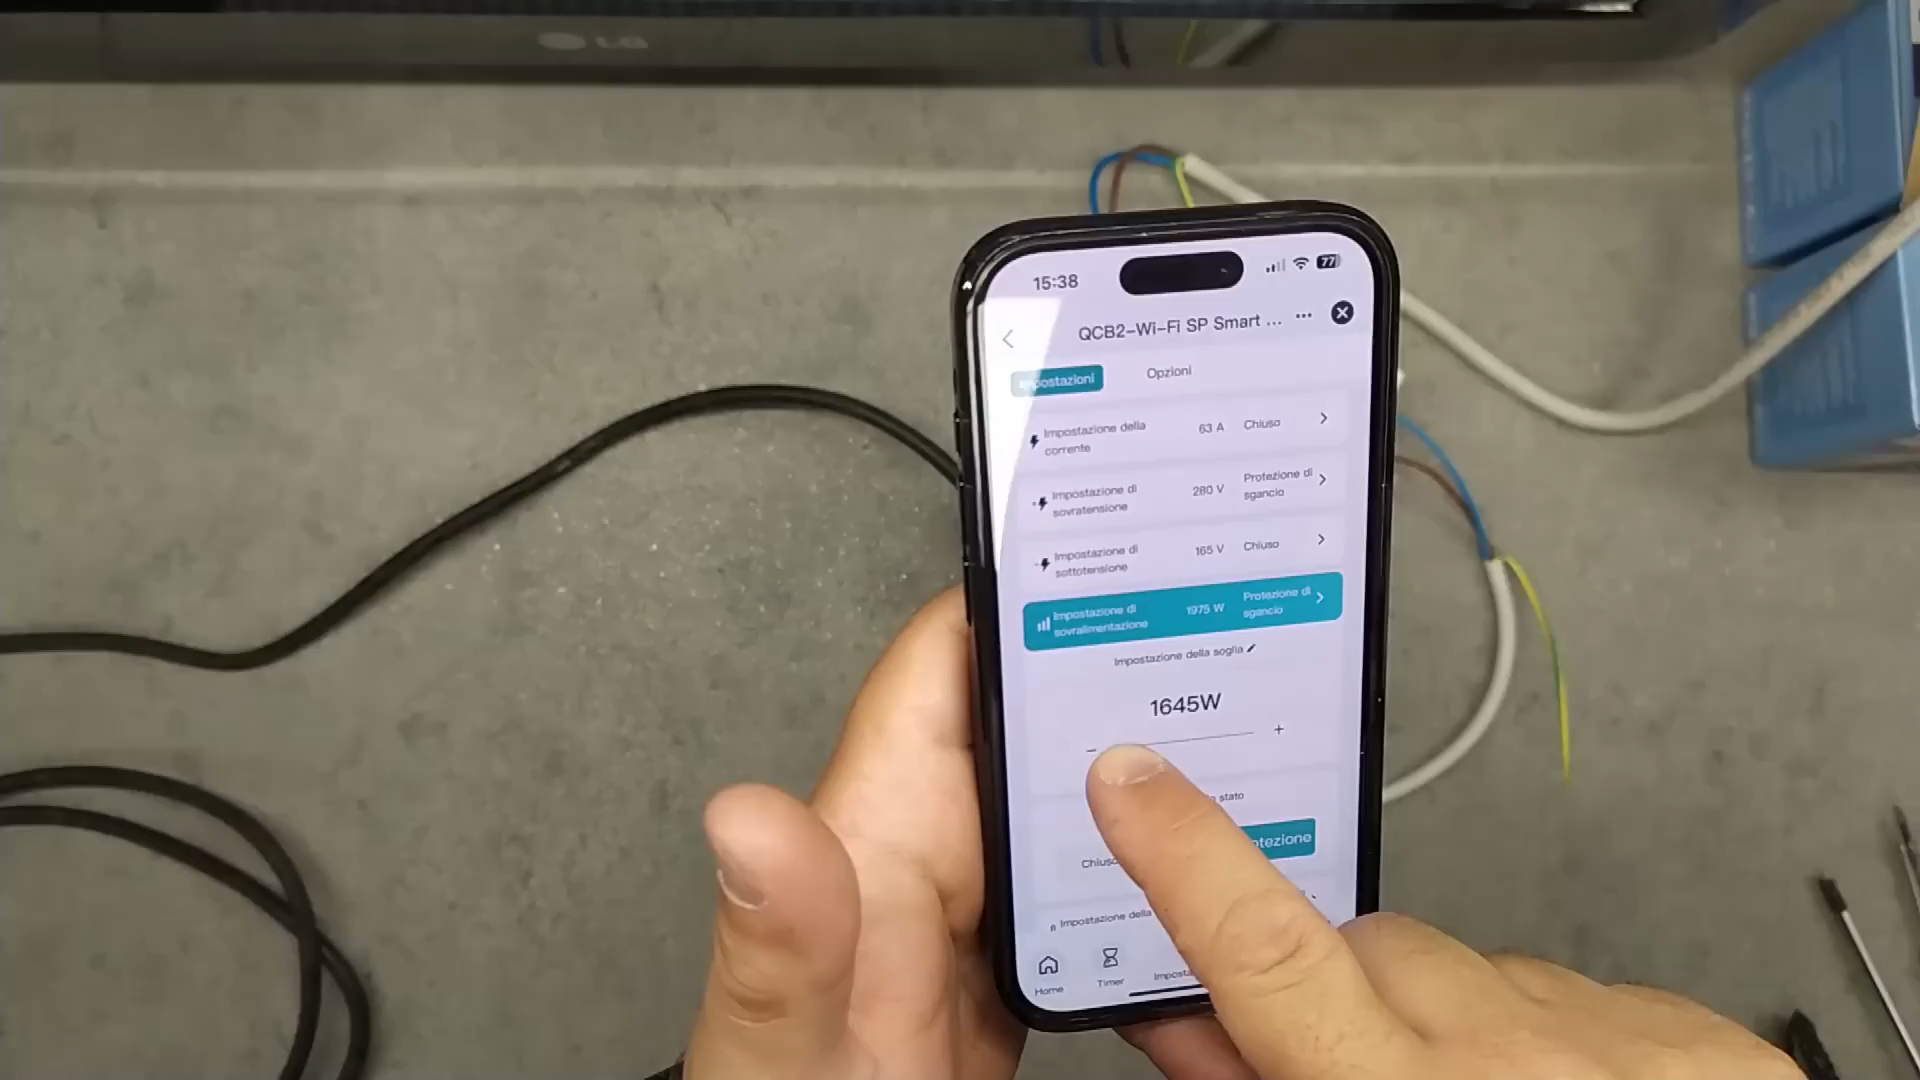 LG
15:38
77
QCB2-Wi-Fi SP Smart ...
Impostazioni
Opzioni
Impostazione della corrente
63 A
Chiuso
Impostazione di sovratensione
280 V
Protezione di sgancio
Impostazione di sottotensione
165 V
Chiuso
Impostazione di sovralimentazione
1975 W
Protezione di sgancio
Impostazione della soglia
1645W
- +
stato
Chiuso
otezione
Impostazione della
Home
Timer
Imposta